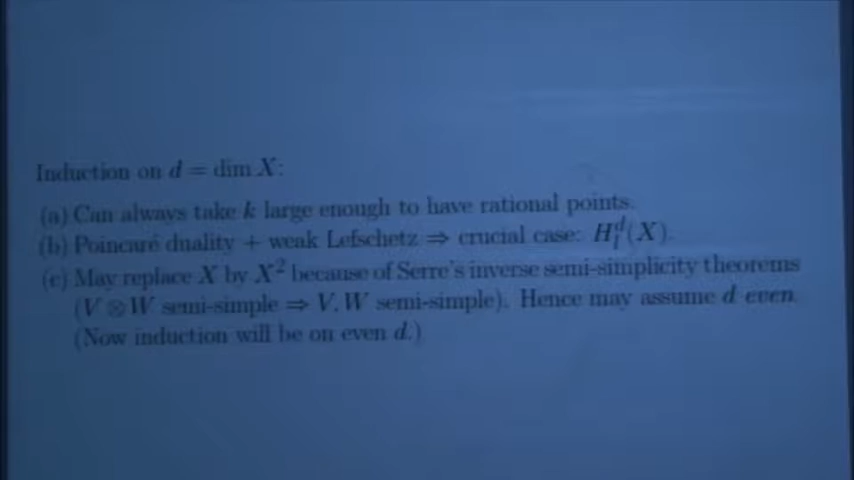 Induction on d = dim X:
(a) Can always take k large enough to have rational points.
(b) Poincaré duality + weak Lefschetz ⇒ crucial case: H_l^d(X).
(c) May replace X by X² because of Serre's inverse semi-simplicity theorems
(V ⊗ W semi-simple ⇒ V, W semi-simple). Hence may assume d even.
(Now induction will be on even d.)